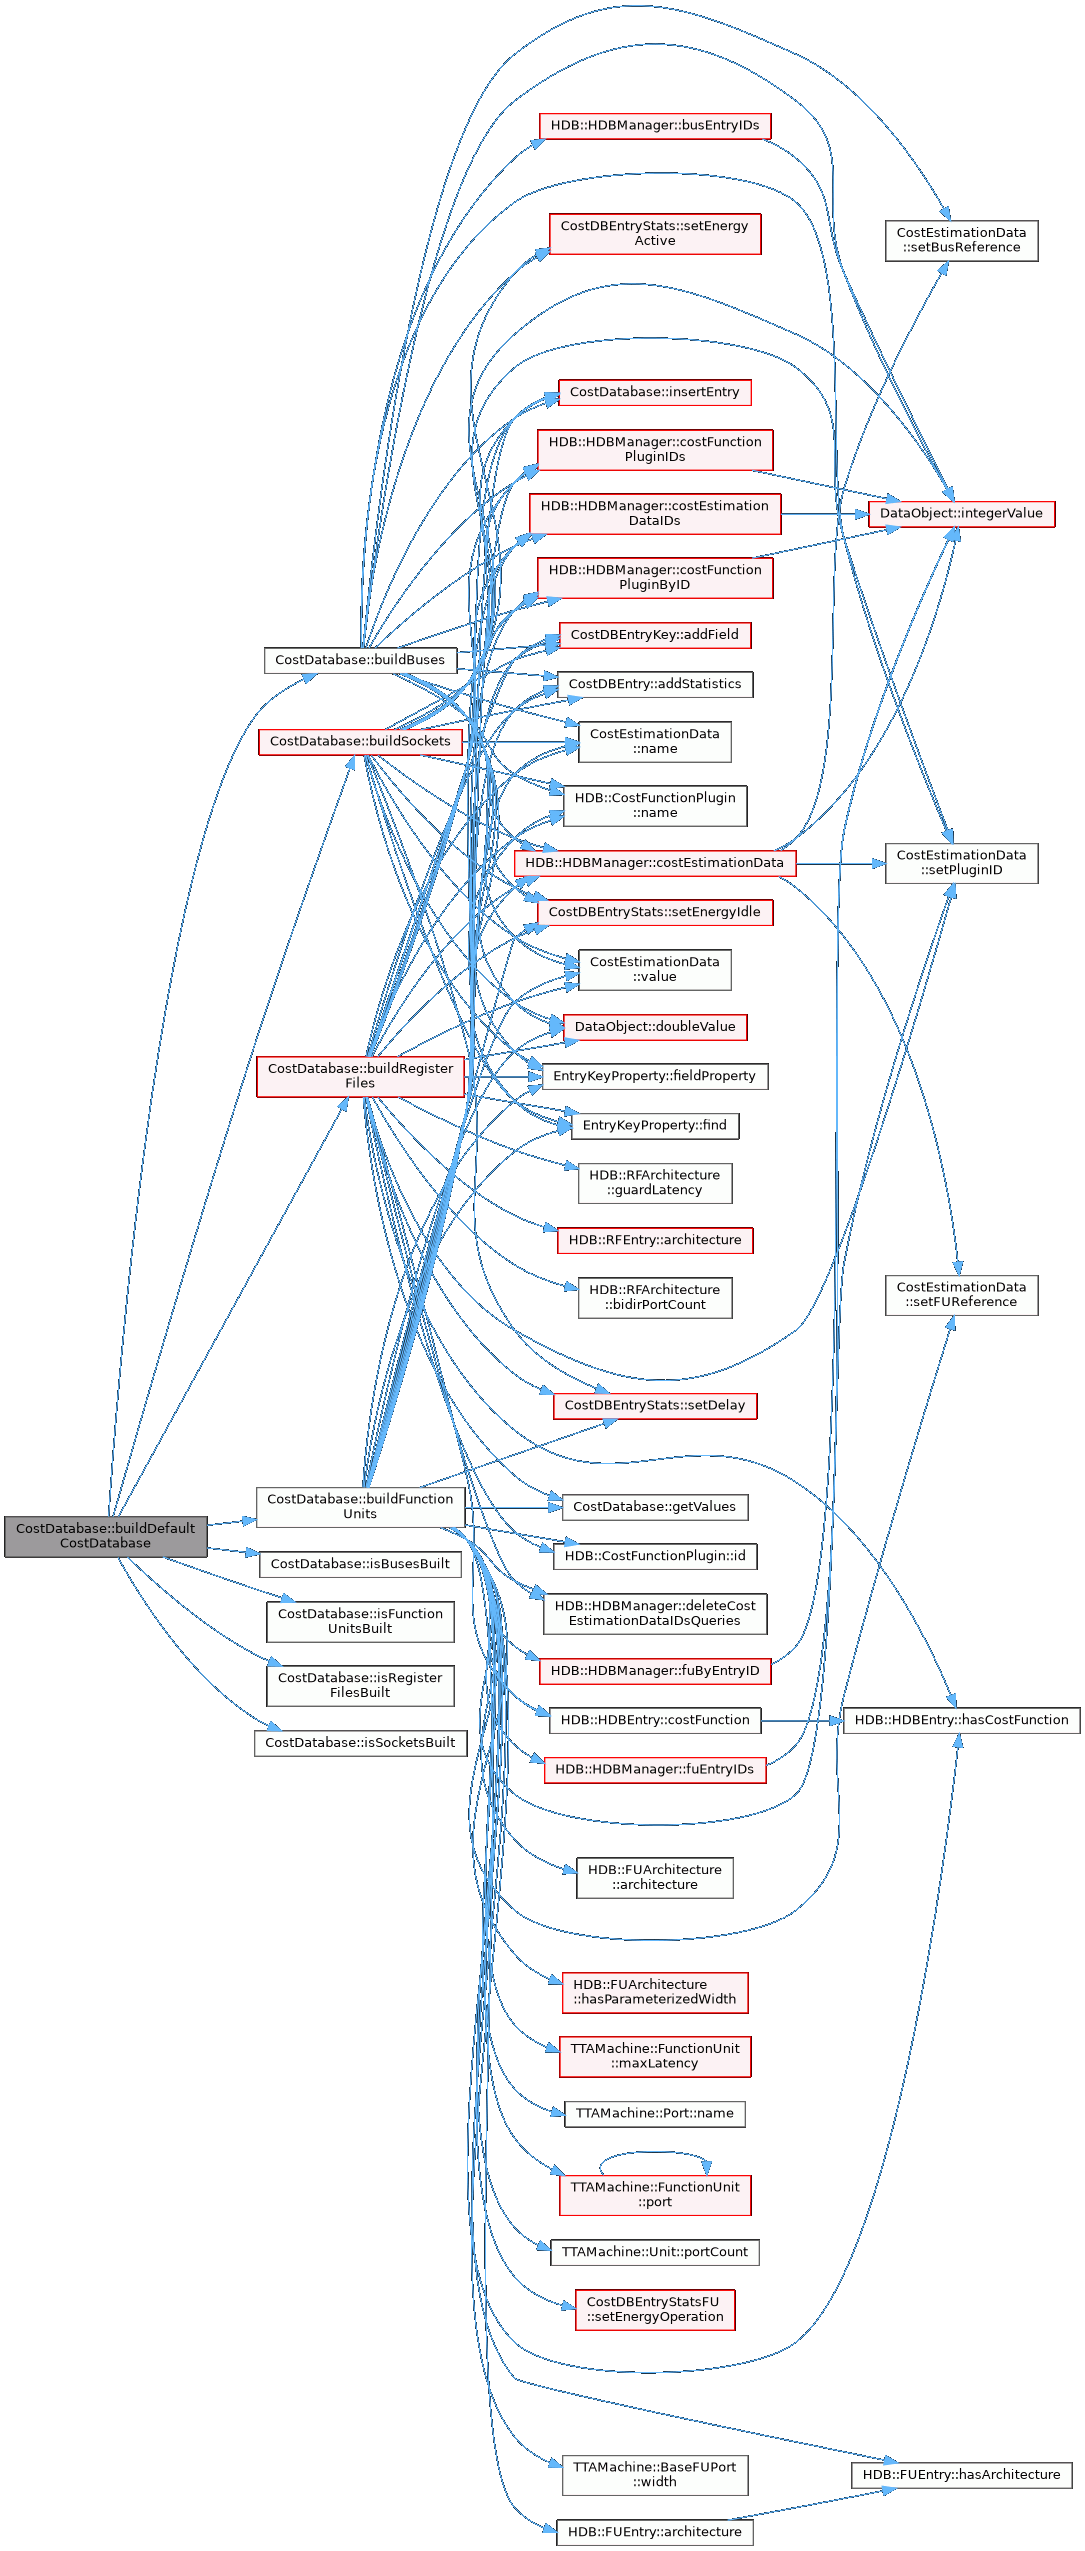 CostDatabase::buildDefault
CostDatabase
CostDatabase::buildBuses
CostDatabase::buildSockets
CostDatabase::buildRegister
Files
CostDatabase::buildFunction
Units
CostDatabase::isBusesBuilt
CostDatabase::isFunction
UnitsBuilt
CostDatabase::isRegister
FilesBuilt
CostDatabase::isSocketsBuilt
HDB::HDBManager::busEntryIDs
CostDBEntryStats::setEnergy
Active
CostDatabase::insertEntry
HDB::HDBManager::costFunction
PluginIDs
HDB::HDBManager::costEstimation
DataIDs
HDB::HDBManager::costFunction
PluginByID
CostDBEntryKey::addField
CostDBEntry::addStatistics
CostEstimationData
::name
HDB::CostFunctionPlugin
::name
HDB::HDBManager::costEstimationData
CostDBEntryStats::setEnergyIdle
CostEstimationData
::value
DataObject::doubleValue
EntryKeyProperty::fieldProperty
EntryKeyProperty::find
HDB::RFArchitecture
::guardLatency
HDB::RFEntry::architecture
HDB::RFArchitecture
::bidirPortCount
CostDBEntryStats::setDelay
CostDatabase::getValues
HDB::CostFunctionPlugin::id
HDB::HDBManager::deleteCost
EstimationDataIDsQueries
HDB::HDBManager::fuByEntryID
HDB::HDBEntry::costFunction
HDB::HDBManager::fuEntryIDs
HDB::FUArchitecture
::architecture
HDB::FUArchitecture
::hasParameterizedWidth
TTAMachine::FunctionUnit
::maxLatency
TTAMachine::Port::name
TTAMachine::FunctionUnit
::port
TTAMachine::Unit::portCount
CostDBEntryStatsFU
::setEnergyOperation
TTAMachine::BaseFUPort
::width
HDB::FUEntry::architecture
CostEstimationData
::setBusReference
DataObject::integerValue
CostEstimationData
::setPluginID
CostEstimationData
::setFUReference
HDB::HDBEntry::hasCostFunction
HDB::FUEntry::hasArchitecture